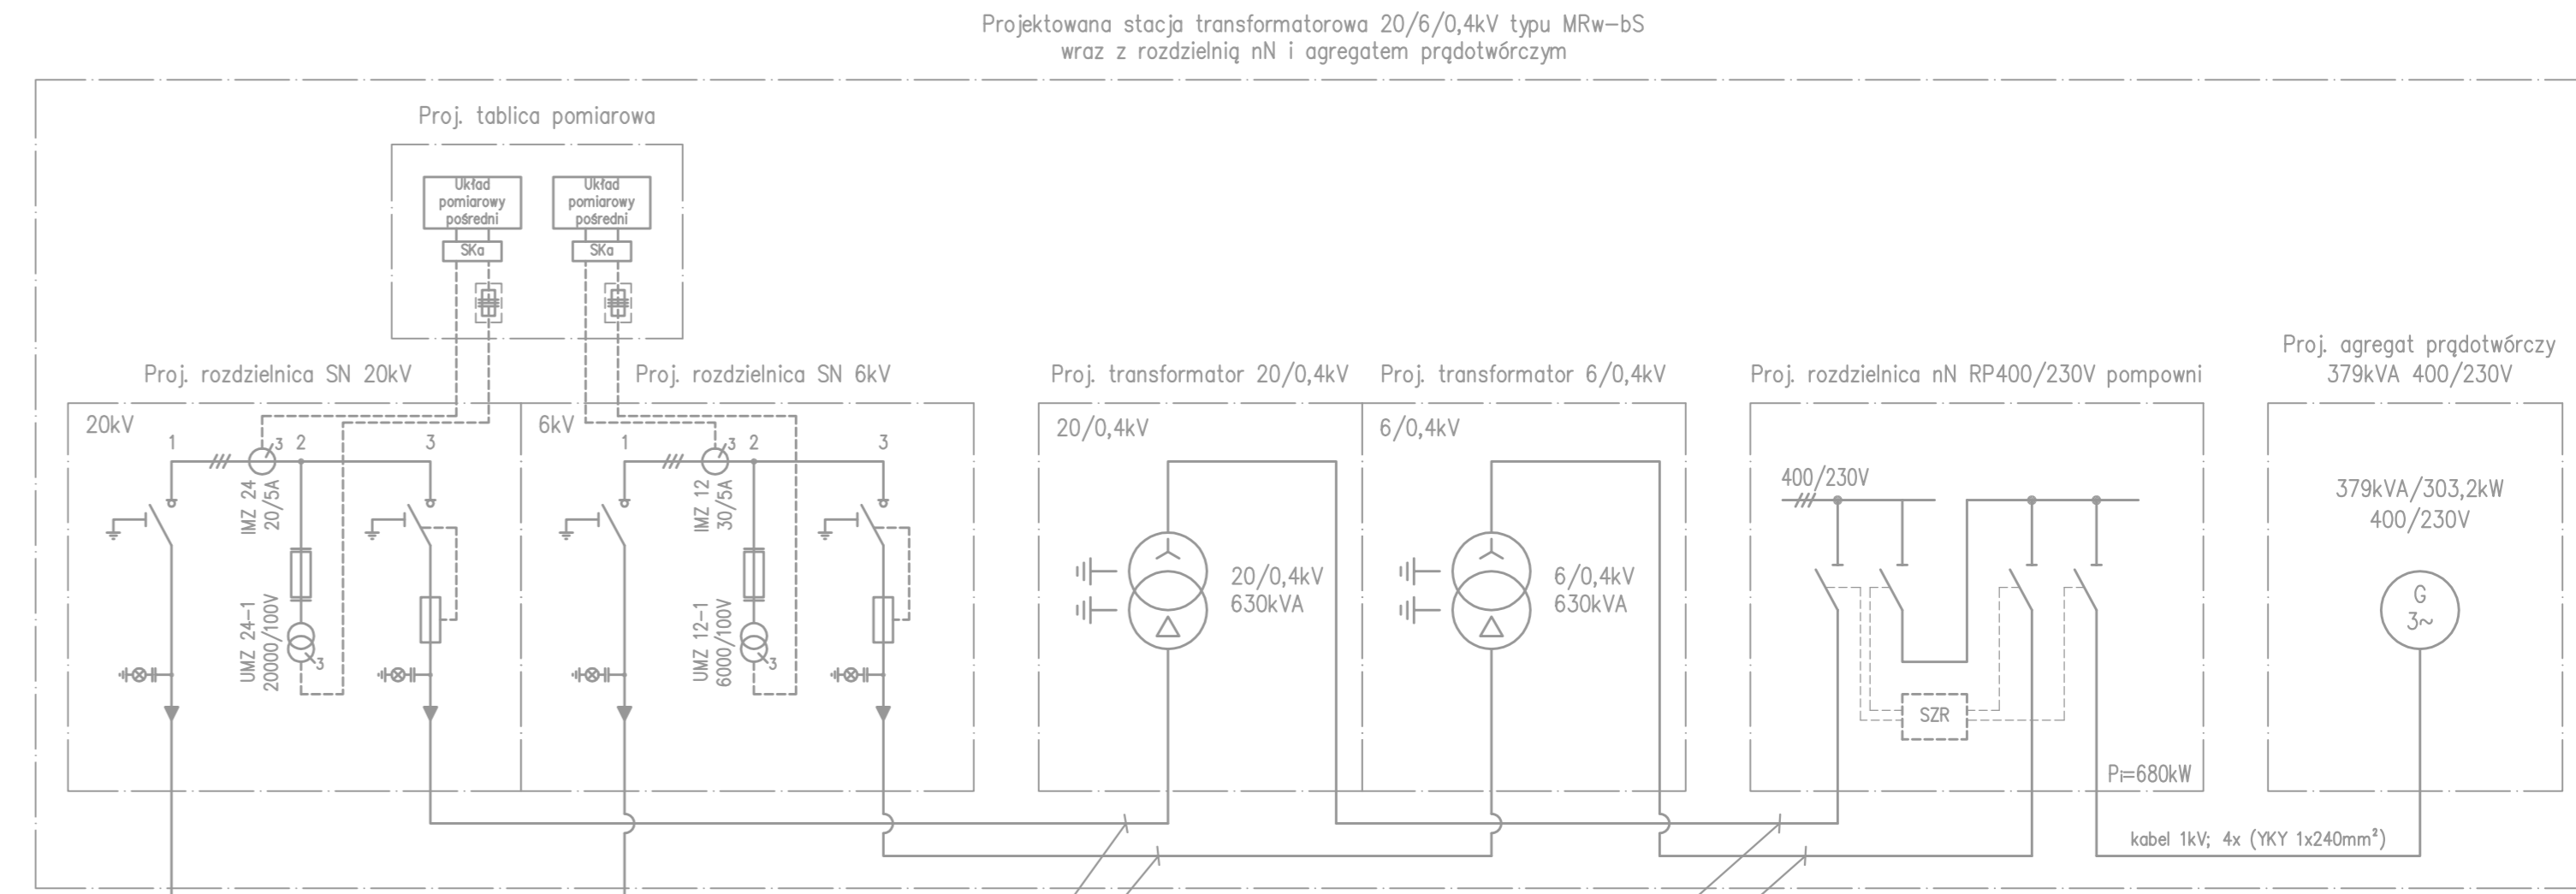 Projektowana stacja transformatorowa 20/6/0,4kV typu MRw-bS
wraz z rozdzielnią nN i agregatem prądotwórczym
Proj. tablica pomiarowa
Układ
pomiarowy
pośredni
SKa
Układ
pomiarowy
pośredni
SKa
Proj. rozdzielnica SN 20kV
20kV
1
3
2
3
IMZ 24
20/5A
UMZ 24-1
20000/100V
3
Proj. rozdzielnica SN 6kV
6kV
1
3
2
3
IMZ 12
30/5A
UMZ 12-1
6000/100V
3
Proj. transformator 20/0,4kV
20/0,4kV
20/0,4kV
630kVA
Proj. transformator 6/0,4kV
6/0,4kV
6/0,4kV
630kVA
Proj. rozdzielnica nN RP400/230V pompowni
400/230V
SZR
Pi=680kW
Proj. agregat prądotwórczy
379kVA 400/230V
379kVA/303,2kW
400/230V
G
3~
kabel 1kV; 4x (YKY 1x240mm²)